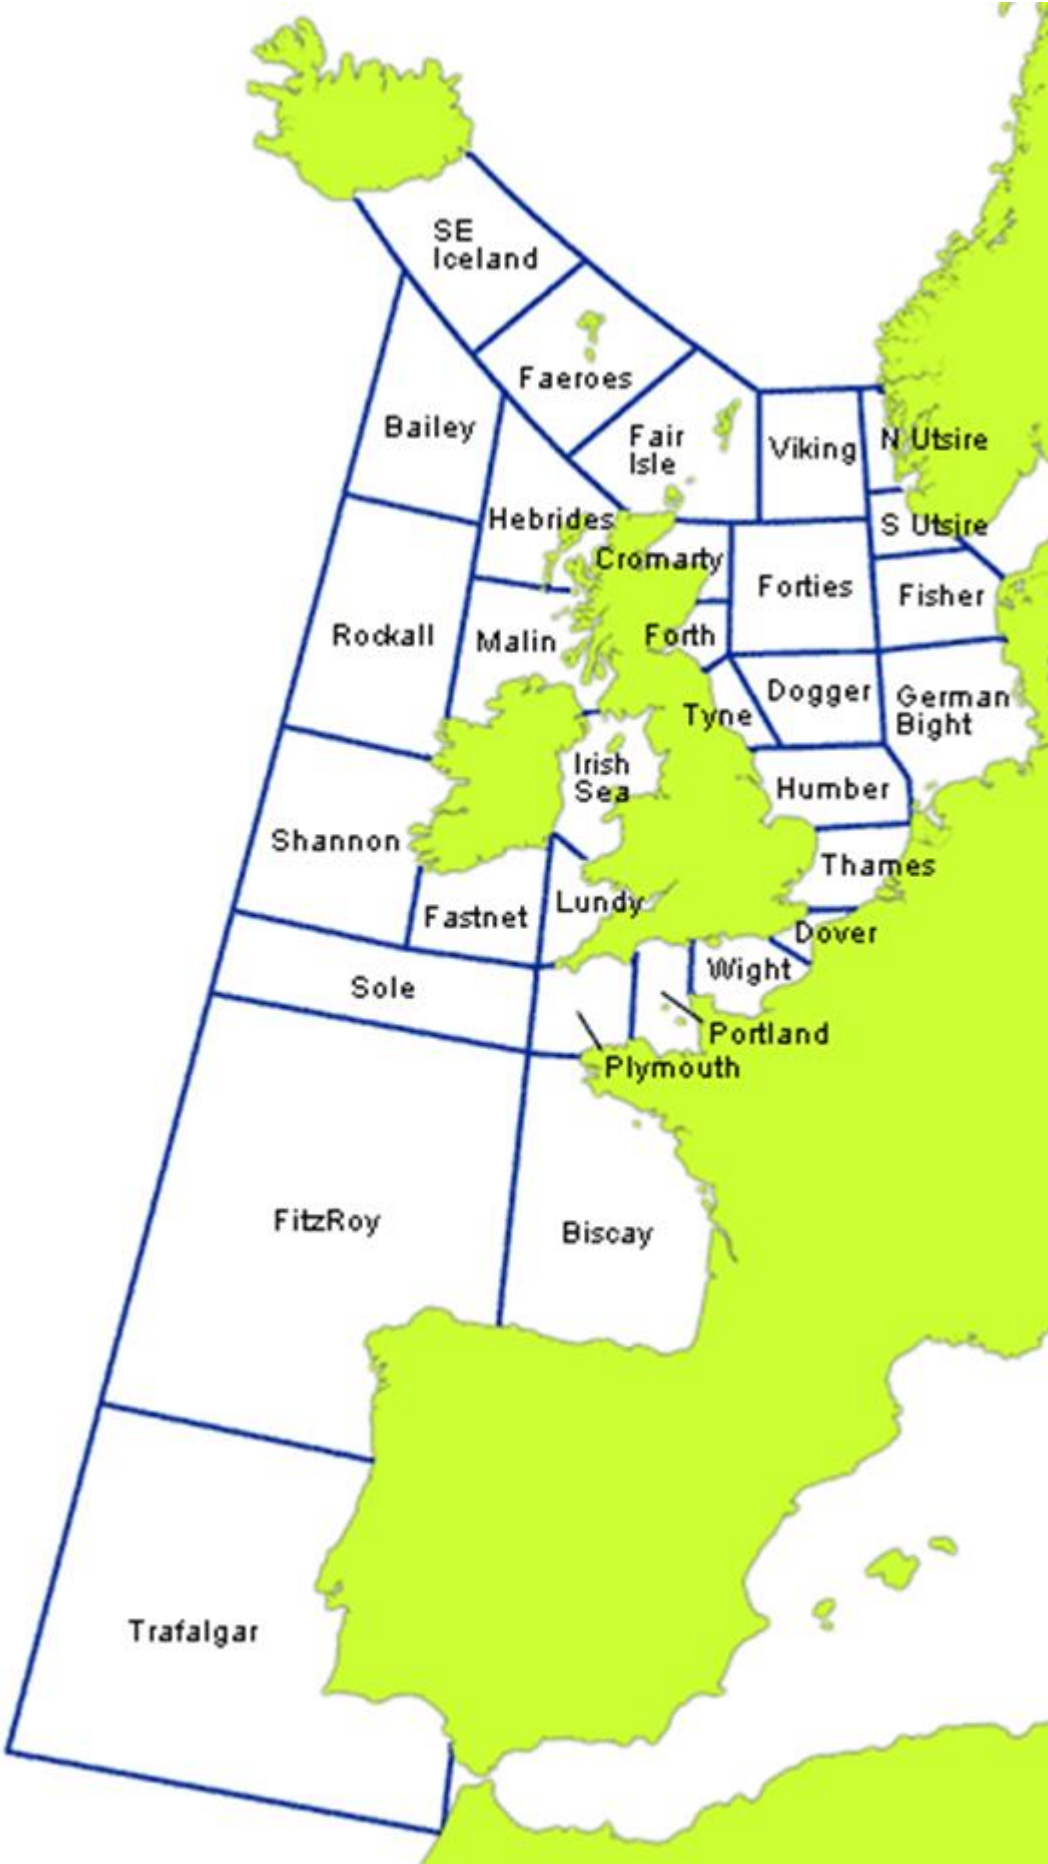 SE
Iceland
Faeroes
Bailey
Fair
Isle
Viking
N Utsire
Hebrides
S Utsire
Cromarty
Forties
Fisher
Rockall
Malin
Forth
Dogger
German
Bight
Tyne
Irish
Sea
Humber
Shannon
Thames
Fastnet
Lundy
Dover
Wight
Sole
Portland
Plymouth
FitzRoy
Biscay
Trafalgar